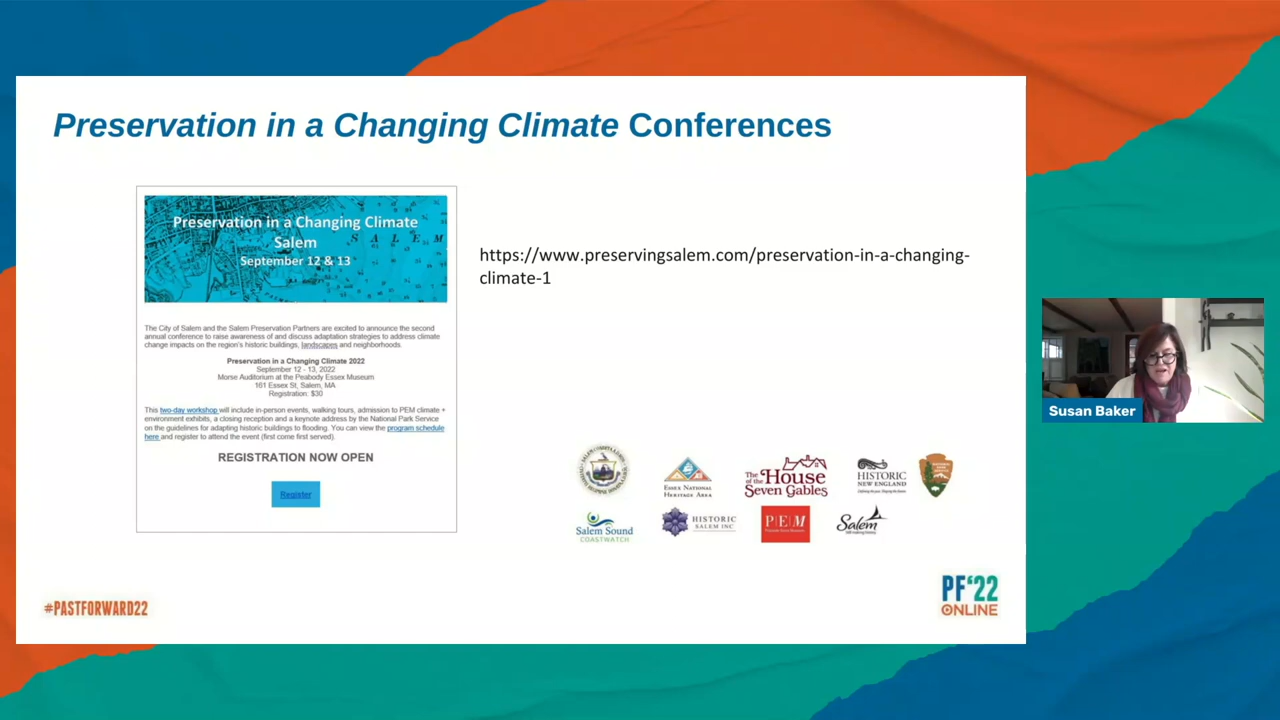 Preservation in a Changing Climate Conferences
Preservation in a Changing Climate
Salem
September 12 & 13
S A L E M
The City of Salem and the Salem Preservation Partners are excited to announce the second
annual conference to raise awareness of and discuss adaptation strategies to address climate
change impacts on the region's historic buildings, landscapes and neighborhoods.
Preservation in a Changing Climate 2022
September 12 - 13, 2022
Morse Auditorium at the Peabody Essex Museum
161 Essex St, Salem, MA
Registration: $30
This two-day workshop will include in-person events, walking tours, admission to PEM climate +
environment exhibits, a closing reception and a keynote address by the National Park Service
on the guidelines for adapting historic buildings to flooding. You can view the program schedule
here and register to attend the event (first come first served).
REGISTRATION NOW OPEN
Register
https://www.preservingsalem.com/preservation-in-a-changing-
climate-1
ESSEX NATIONAL
HERITAGE AREA
The House
of the
Seven Gables
HISTORIC
NEW ENGLAND
Salem Sound
COASTWATCH
HISTORIC
SALEM INC
PEM
Salem
Still making history
#PASTFORWARD22
PF'22
ONLINE
Susan Baker